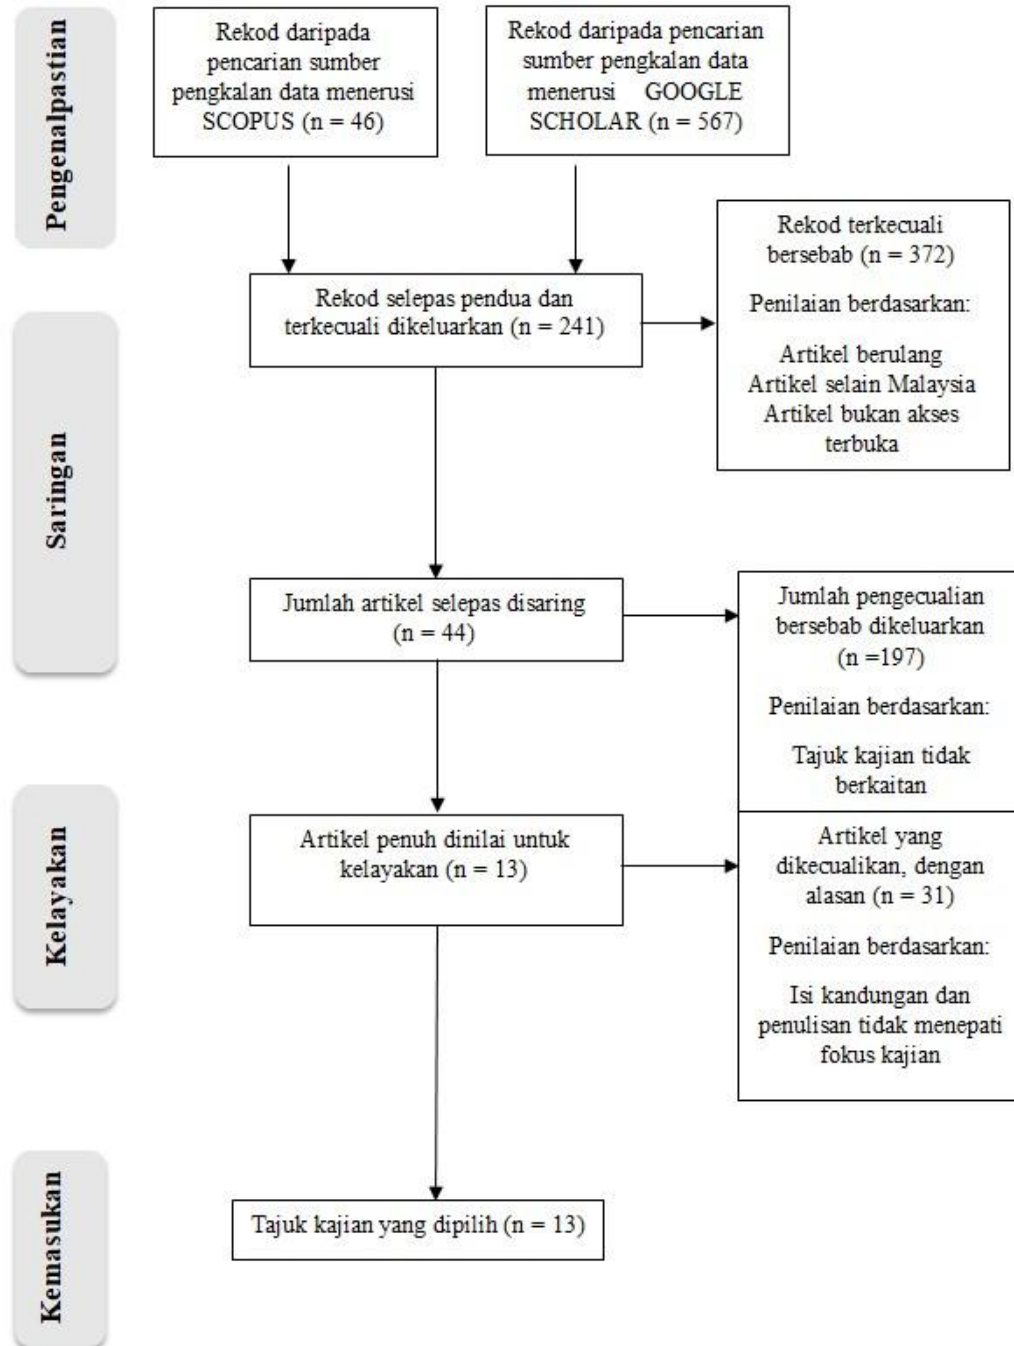 Pengenalpastian
Rekod daripada
pencarian sumber
pengkalan data menerusi
SCOPUS (n = 46)
Rekod daripada pencarian
sumber pengkalan data
menerusi GOOGLE
SCHOLAR (n = 567)
Rekod terkecuali
bersebab (n = 372)
Penilaian berdasarkan:
Artikel berulang
Artikel selain Malaysia
Artikel bukan akses
terbuka
Saringan
Rekod selepas pendua dan
terkecuali dikeluarkan (n = 241)
Jumlah artikel selepas disaring
(n = 44)
Jumlah pengecualian
bersebab dikeluarkan
(n =197)
Penilaian berdasarkan:
Tajuk kajian tidak
berkaitan
Kelayakan
Artikel penuh dinilai untuk
kelayakan (n = 13)
Artikel yang
dikecualikan, dengan
alasan (n = 31)
Penilaian berdasarkan:
Isi kandungan dan
penulisan tidak menepati
fokus kajian
Kemasukan
Tajuk kajian yang dipilih (n = 13)